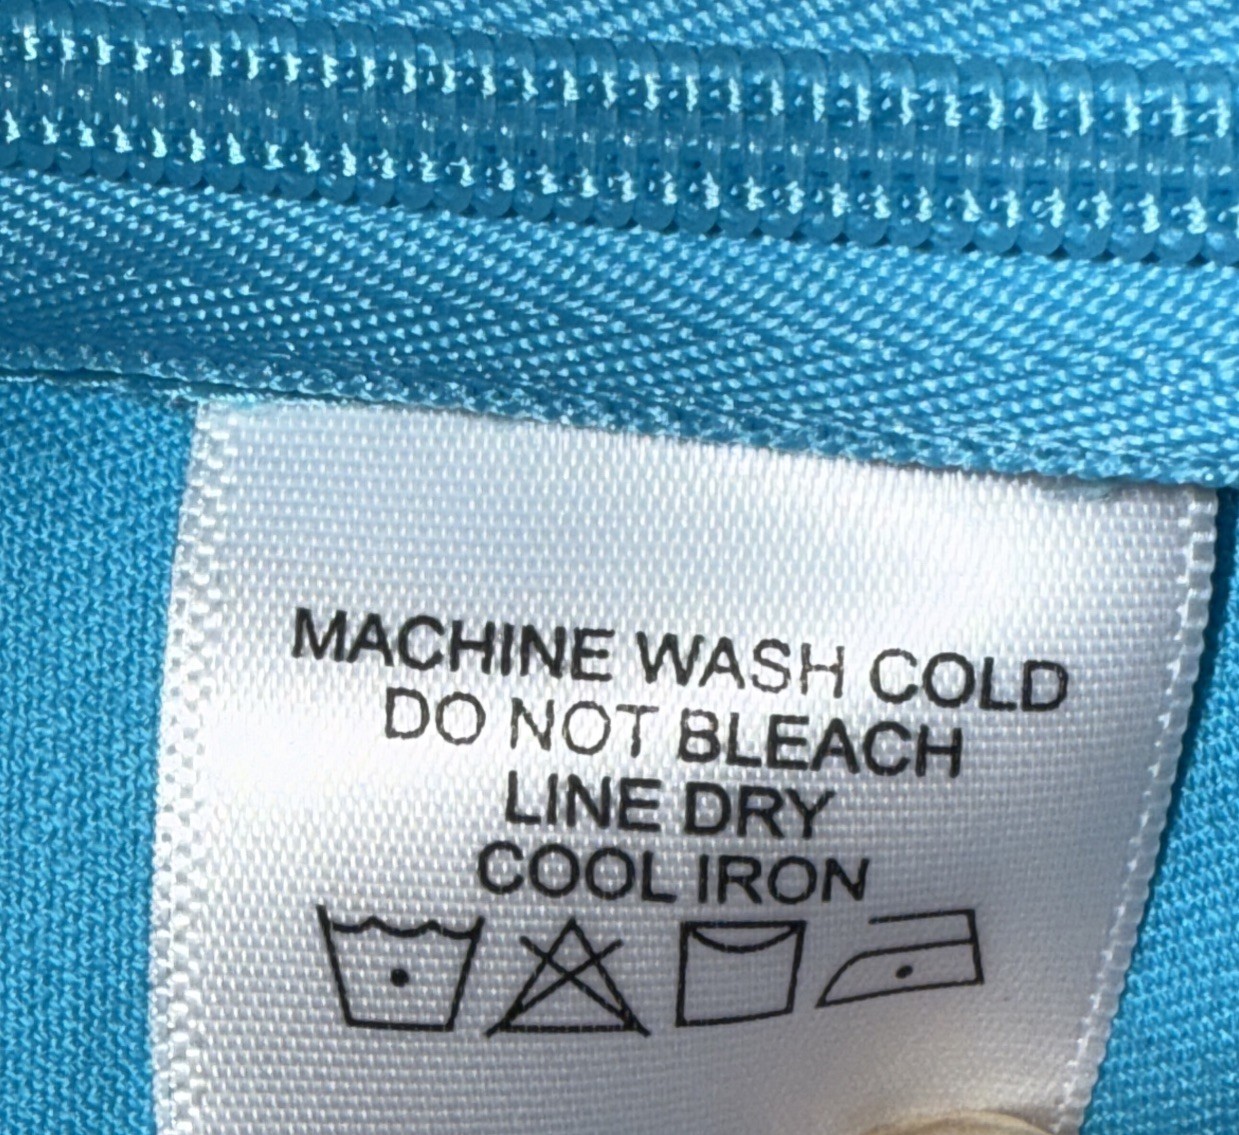 MACHINE WASH COLD
DO NOT BLEACH
LINE DRY
COOL IRON